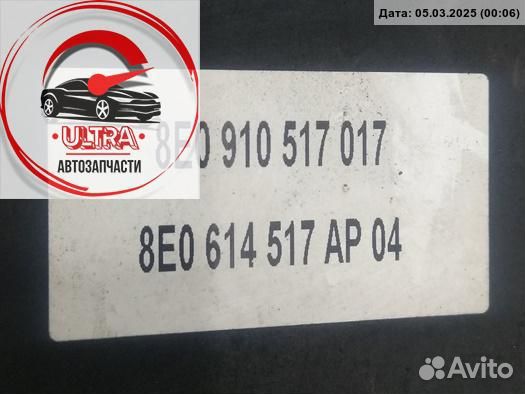 Дата: 05.03.2025 (00:06)
ULTRA
АВТОЗАПЧАСТИ
8E0 910 517 017
8E0 614 517 AP 04
Avito